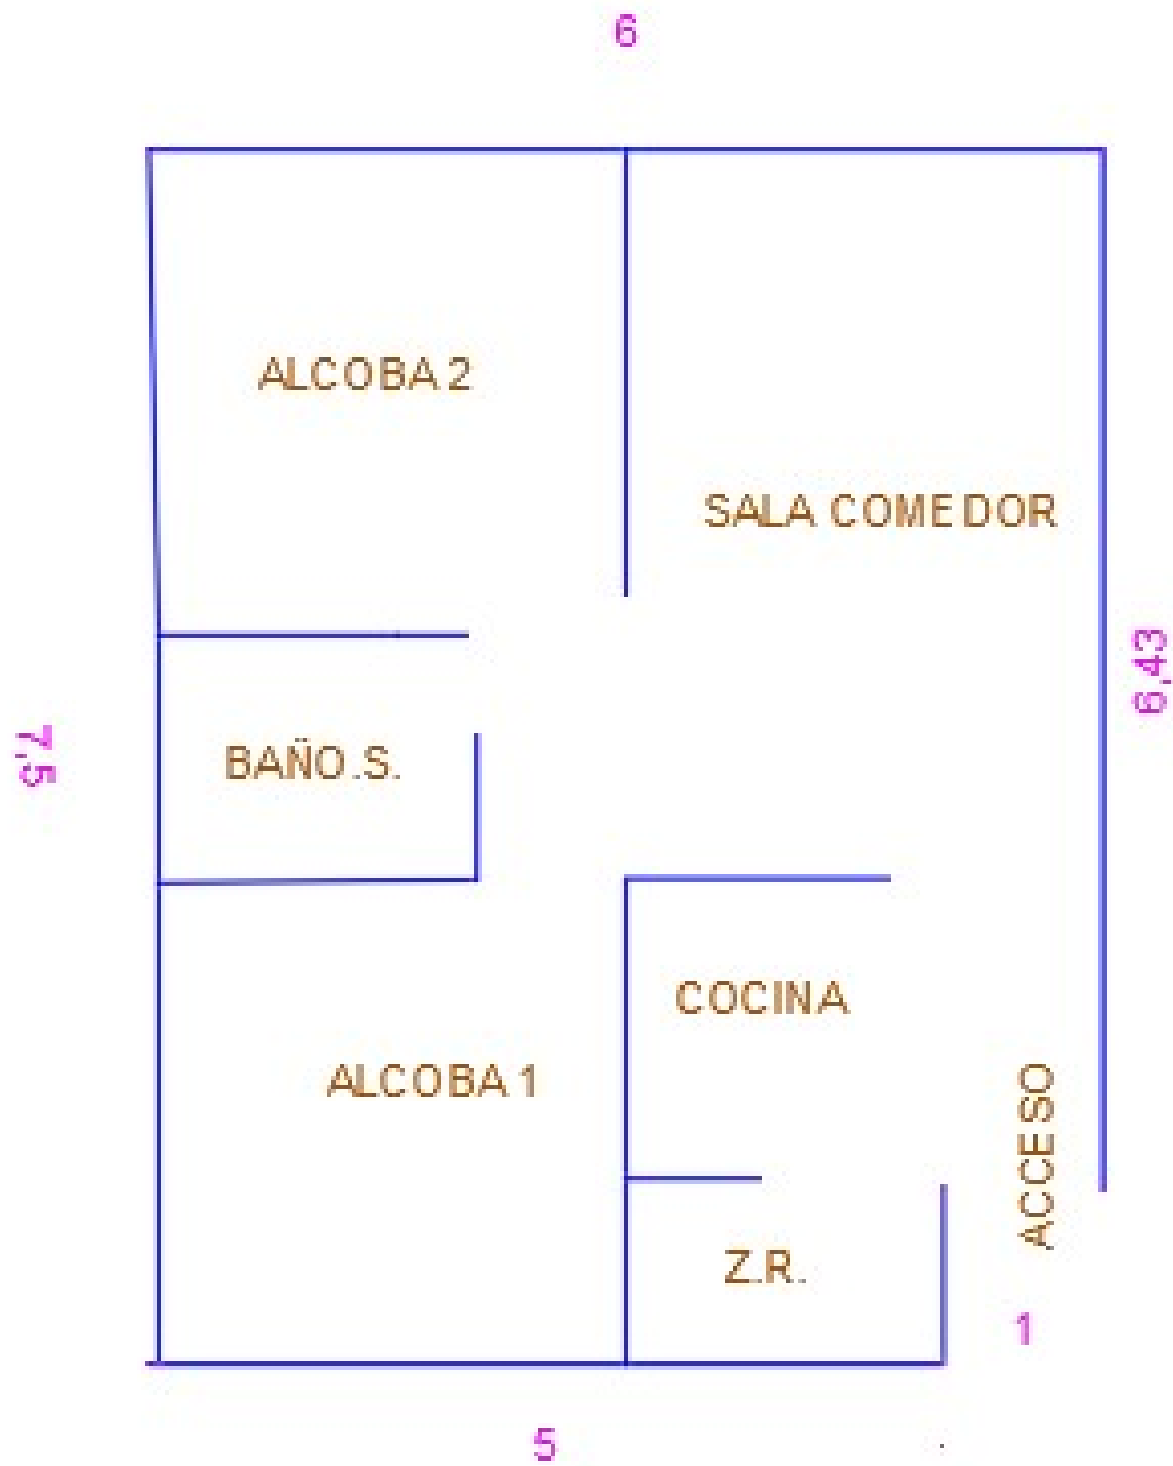 6
ALCOBA 2
SALA COMEDOR
6,43
7.5
BAÑO.S.
COCINA
ALCOBA 1
ACCESO
Z.R.
1
5